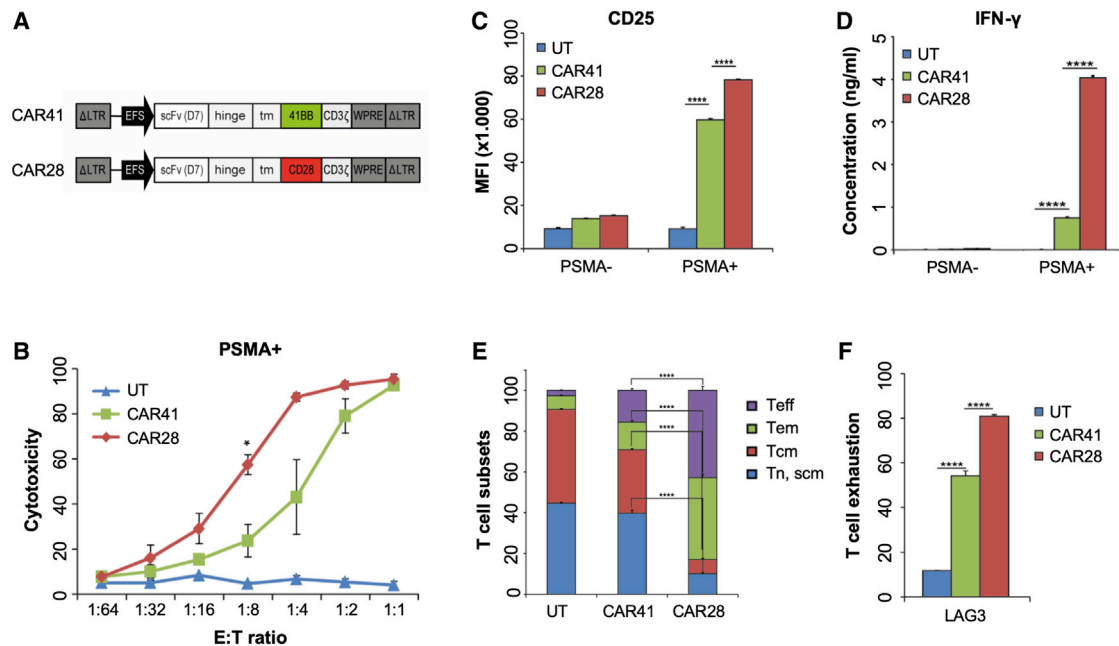 A
CAR41
ΔLTR EFS scFv (D7) hinge tm 41BB CD3ζ WPRE ΔLTR
CAR28
ΔLTR EFS scFv (D7) hinge tm CD28 CD3ζ WPRE ΔLTR
B
PSMA+
Cytotoxicity
100
80
60
40
20
0
UT
CAR41
CAR28
*
1:64 1:32 1:16 1:8 1:4 1:2 1:1
E:T ratio
C
CD25
MFI (x1.000)
100
80
60
40
20
0
UT
CAR41
CAR28
****
****
PSMA- PSMA+
D
IFN-γ
Concentration (ng/ml)
5
4
3
2
1
0
UT
CAR41
CAR28
****
****
PSMA- PSMA+
E
T cell subsets
100
80
60
40
20
0
****
****
****
****
Teff
Tem
Tcm
Tn, scm
UT CAR41 CAR28
F
T cell exhaustion
100
80
60
40
20
0
****
****
UT
CAR41
CAR28
LAG3